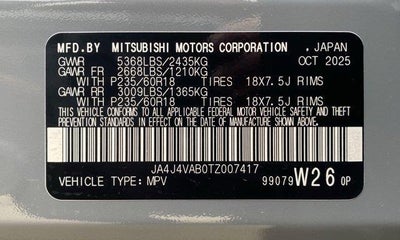 MFD.BY MITSUBISHI MOTORS CORPORATION, JAPAN
GVWR 5368LBS/2435KG OCT 2025
GAWR FR 2668LBS/1210KG
WITH P235/60R18 TIRES 18X7.5J RIMS
GAWR RR 3009LBS/1365KG
WITH P235/60R18 TIRES 18X7.5J RIMS
THIS VEHICLE CONFORMS TO ALL APPLICABLE FEDERAL MOTOR
VEHICLE SAFETY, BUMPER, AND THEFT
PREVENTION STANDARDS IN EFFECT ON THE DATE OF MANUFACTURE SHOWN ABOVE.
JA4J4VAB0TZ007417
VEHICLE TYPE: MPV 99079 W26 0P